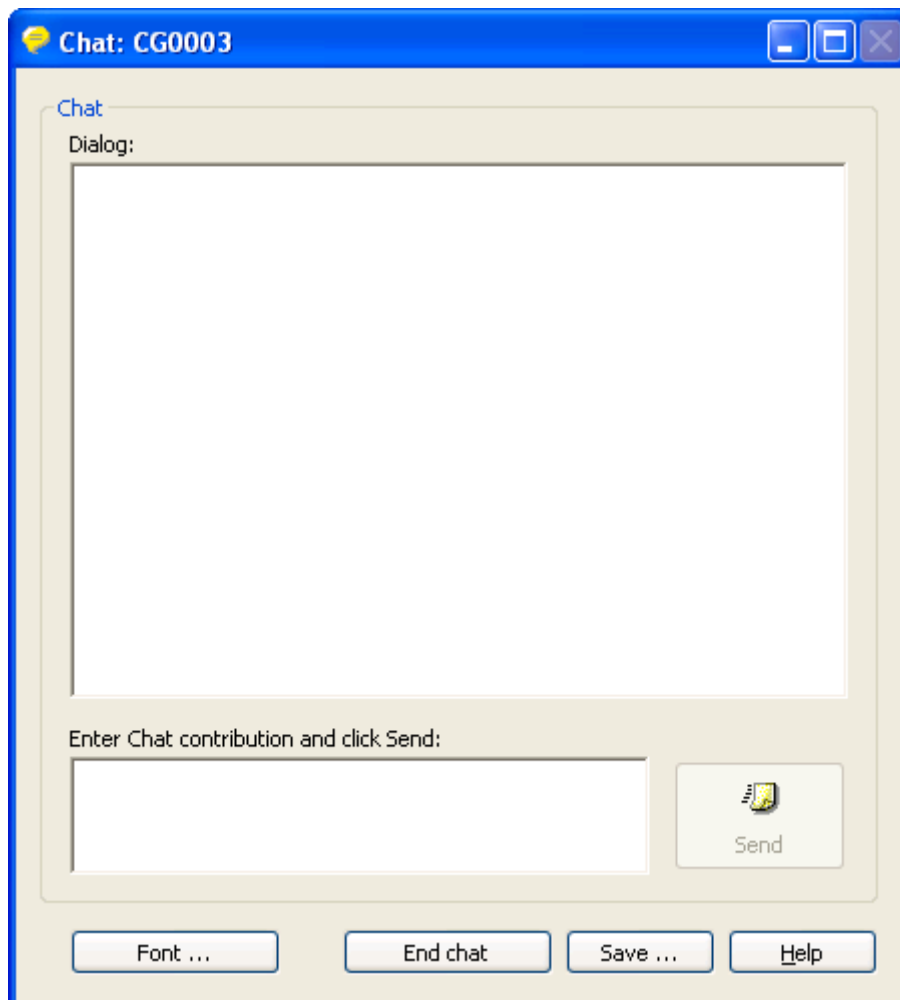 Chat: CG0003
Chat
Dialog:
Enter Chat contribution and click Send:
Send
Font ... End chat Save ... Help